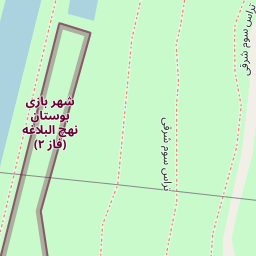 شهر بازی
بوستان
نهج البلاغه
(فاز ۲)
تراس سوم شرقی
تراس سوم شرقی